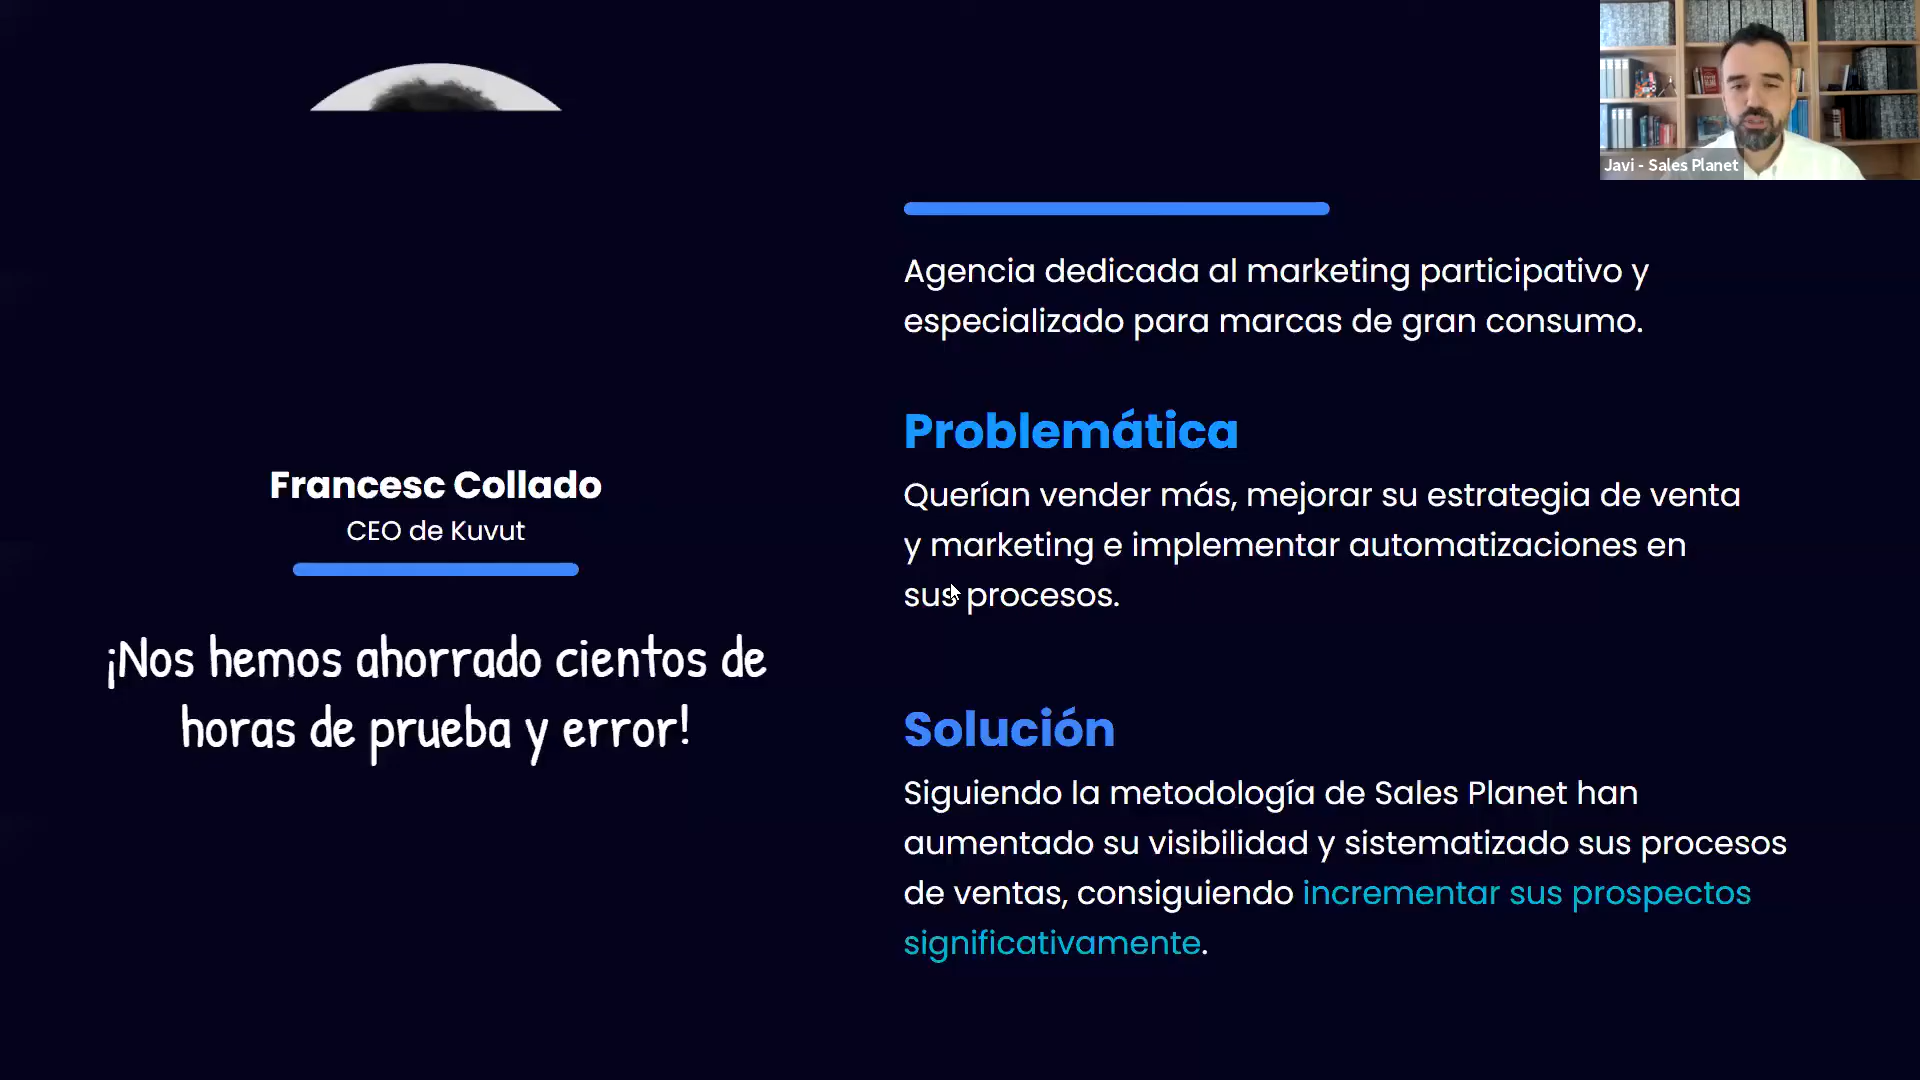 Javi - Sales Planet
Francesc Collado
CEO de Kuvut
¡Nos hemos ahorrado cientos de
horas de prueba y error!
Agencia dedicada al marketing participativo y
especializado para marcas de gran consumo.
Problemática
Querían vender más, mejorar su estrategia de venta
y marketing e implementar automatizaciones en
sus procesos.
Solución
Siguiendo la metodología de Sales Planet han
aumentado su visibilidad y sistematizado sus procesos
de ventas, consiguiendo incrementar sus prospectos
significativamente.